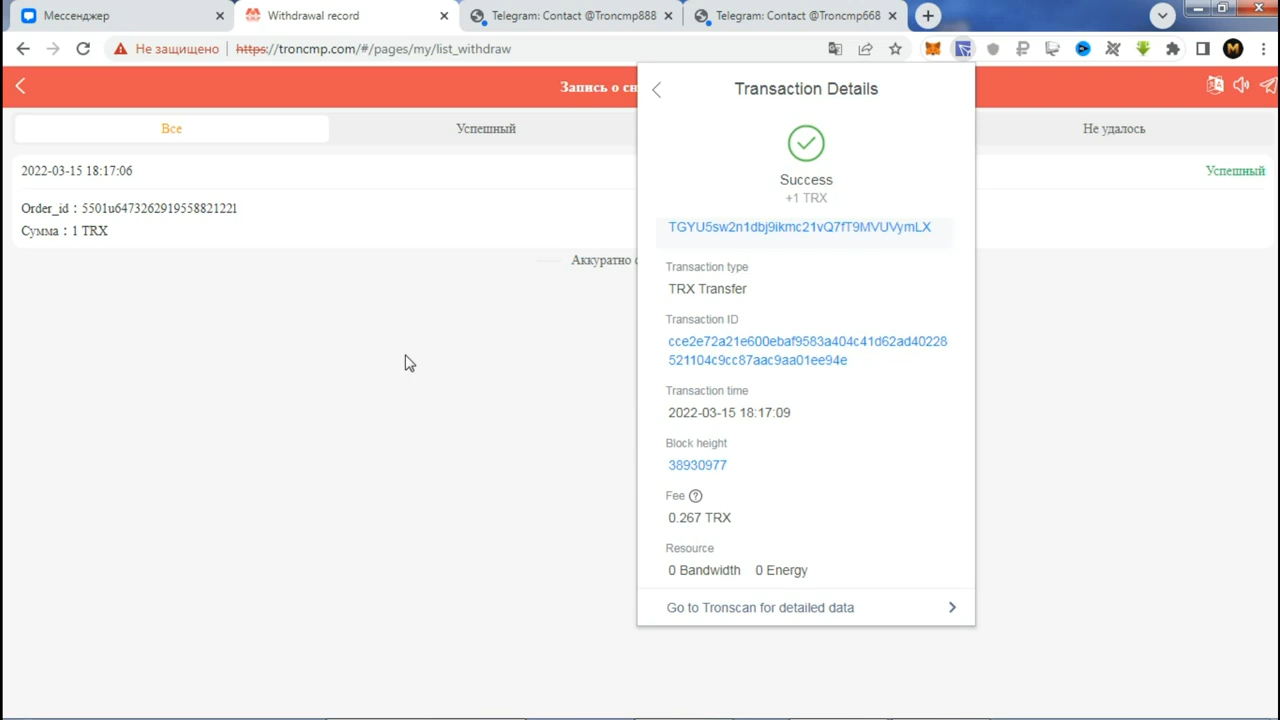 Мессенджер
Withdrawal record
Telegram: Contact @Troncmp888
Telegram: Contact @Troncmp668
Не защищено
https://troncmp.com/#/pages/my/list_withdraw
Запись о сн
Все
Успешный
Не удалось
2022-03-15 18:17:06
Успешный
Order_id：5501u6473262919558821221
Сумма：1 TRX
Аккуратно
Transaction Details
Success
+1 TRX
TGYU5sw2n1dbj9ikmc21vQ7fT9MVUVymLX
Transaction type
TRX Transfer
Transaction ID
cce2e72a21e600ebaf9583a404c41d62ad40228
521104c9cc87aac9aa01ee94e
Transaction time
2022-03-15 18:17:09
Block height
38930977
Fee
0.267 TRX
Resource
0 Bandwidth 0 Energy
Go to Tronscan for detailed data